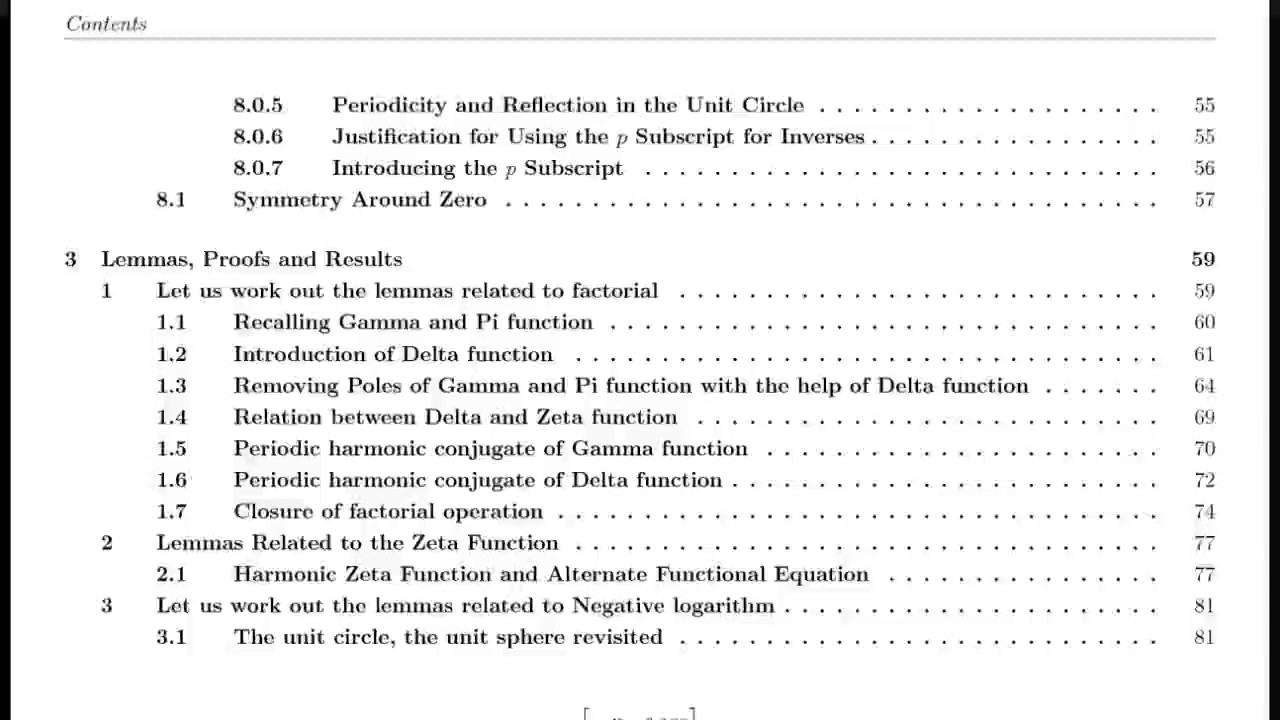 Contents
8.0.5 Periodicity and Reflection in the Unit Circle . . . . . . . . . . . . . . . . . . . . 55
8.0.6 Justification for Using the p Subscript for Inverses . . . . . . . . . . . . . . . . . 55
8.0.7 Introducing the p Subscript . . . . . . . . . . . . . . . . . . . . . . . . . . . . . . 56
8.1 Symmetry Around Zero . . . . . . . . . . . . . . . . . . . . . . . . . . . . . . . . . . . . . . 57
3 Lemmas, Proofs and Results 59
1 Let us work out the lemmas related to factorial . . . . . . . . . . . . . . . . . . . . . . . . . . . . 59
1.1 Recalling Gamma and Pi function . . . . . . . . . . . . . . . . . . . . . . . . . . . . . . . . 60
1.2 Introduction of Delta function . . . . . . . . . . . . . . . . . . . . . . . . . . . . . . . . . . 61
1.3 Removing Poles of Gamma and Pi function with the help of Delta function . . . . . . . 64
1.4 Relation between Delta and Zeta function . . . . . . . . . . . . . . . . . . . . . . . . . . . 69
1.5 Periodic harmonic conjugate of Gamma function . . . . . . . . . . . . . . . . . . . . . . . 70
1.6 Periodic harmonic conjugate of Delta function . . . . . . . . . . . . . . . . . . . . . . . . . 72
1.7 Closure of factorial operation . . . . . . . . . . . . . . . . . . . . . . . . . . . . . . . . . . . 74
2 Lemmas Related to the Zeta Function . . . . . . . . . . . . . . . . . . . . . . . . . . . . . . . . . . 77
2.1 Harmonic Zeta Function and Alternate Functional Equation . . . . . . . . . . . . . . . . 77
3 Let us work out the lemmas related to Negative logarithm . . . . . . . . . . . . . . . . . . . . . . 81
3.1 The unit circle, the unit sphere revisited . . . . . . . . . . . . . . . . . . . . . . . . . . . . 81